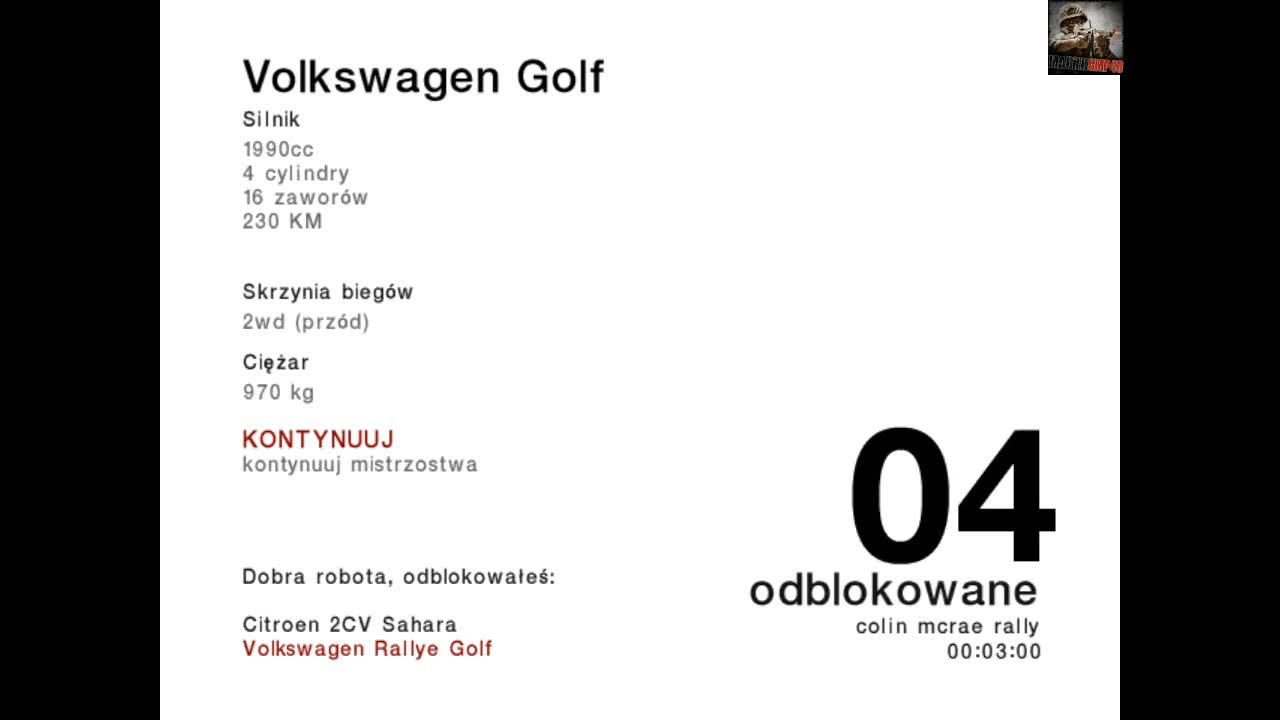 Volkswagen Golf
Silnik
1990cc
4 cylindry
16 zaworów
230 KM
Skrzynia biegów
2wd (przód)
Ciężar
970 kg
KONTYNUUJ
kontynuuj mistrzostwa
Dobra robota, odblokowałeś:
Citroen 2CV Sahara
Volkswagen Rallye Golf
04
odblokowane
colin mcrae rally
00:03:00